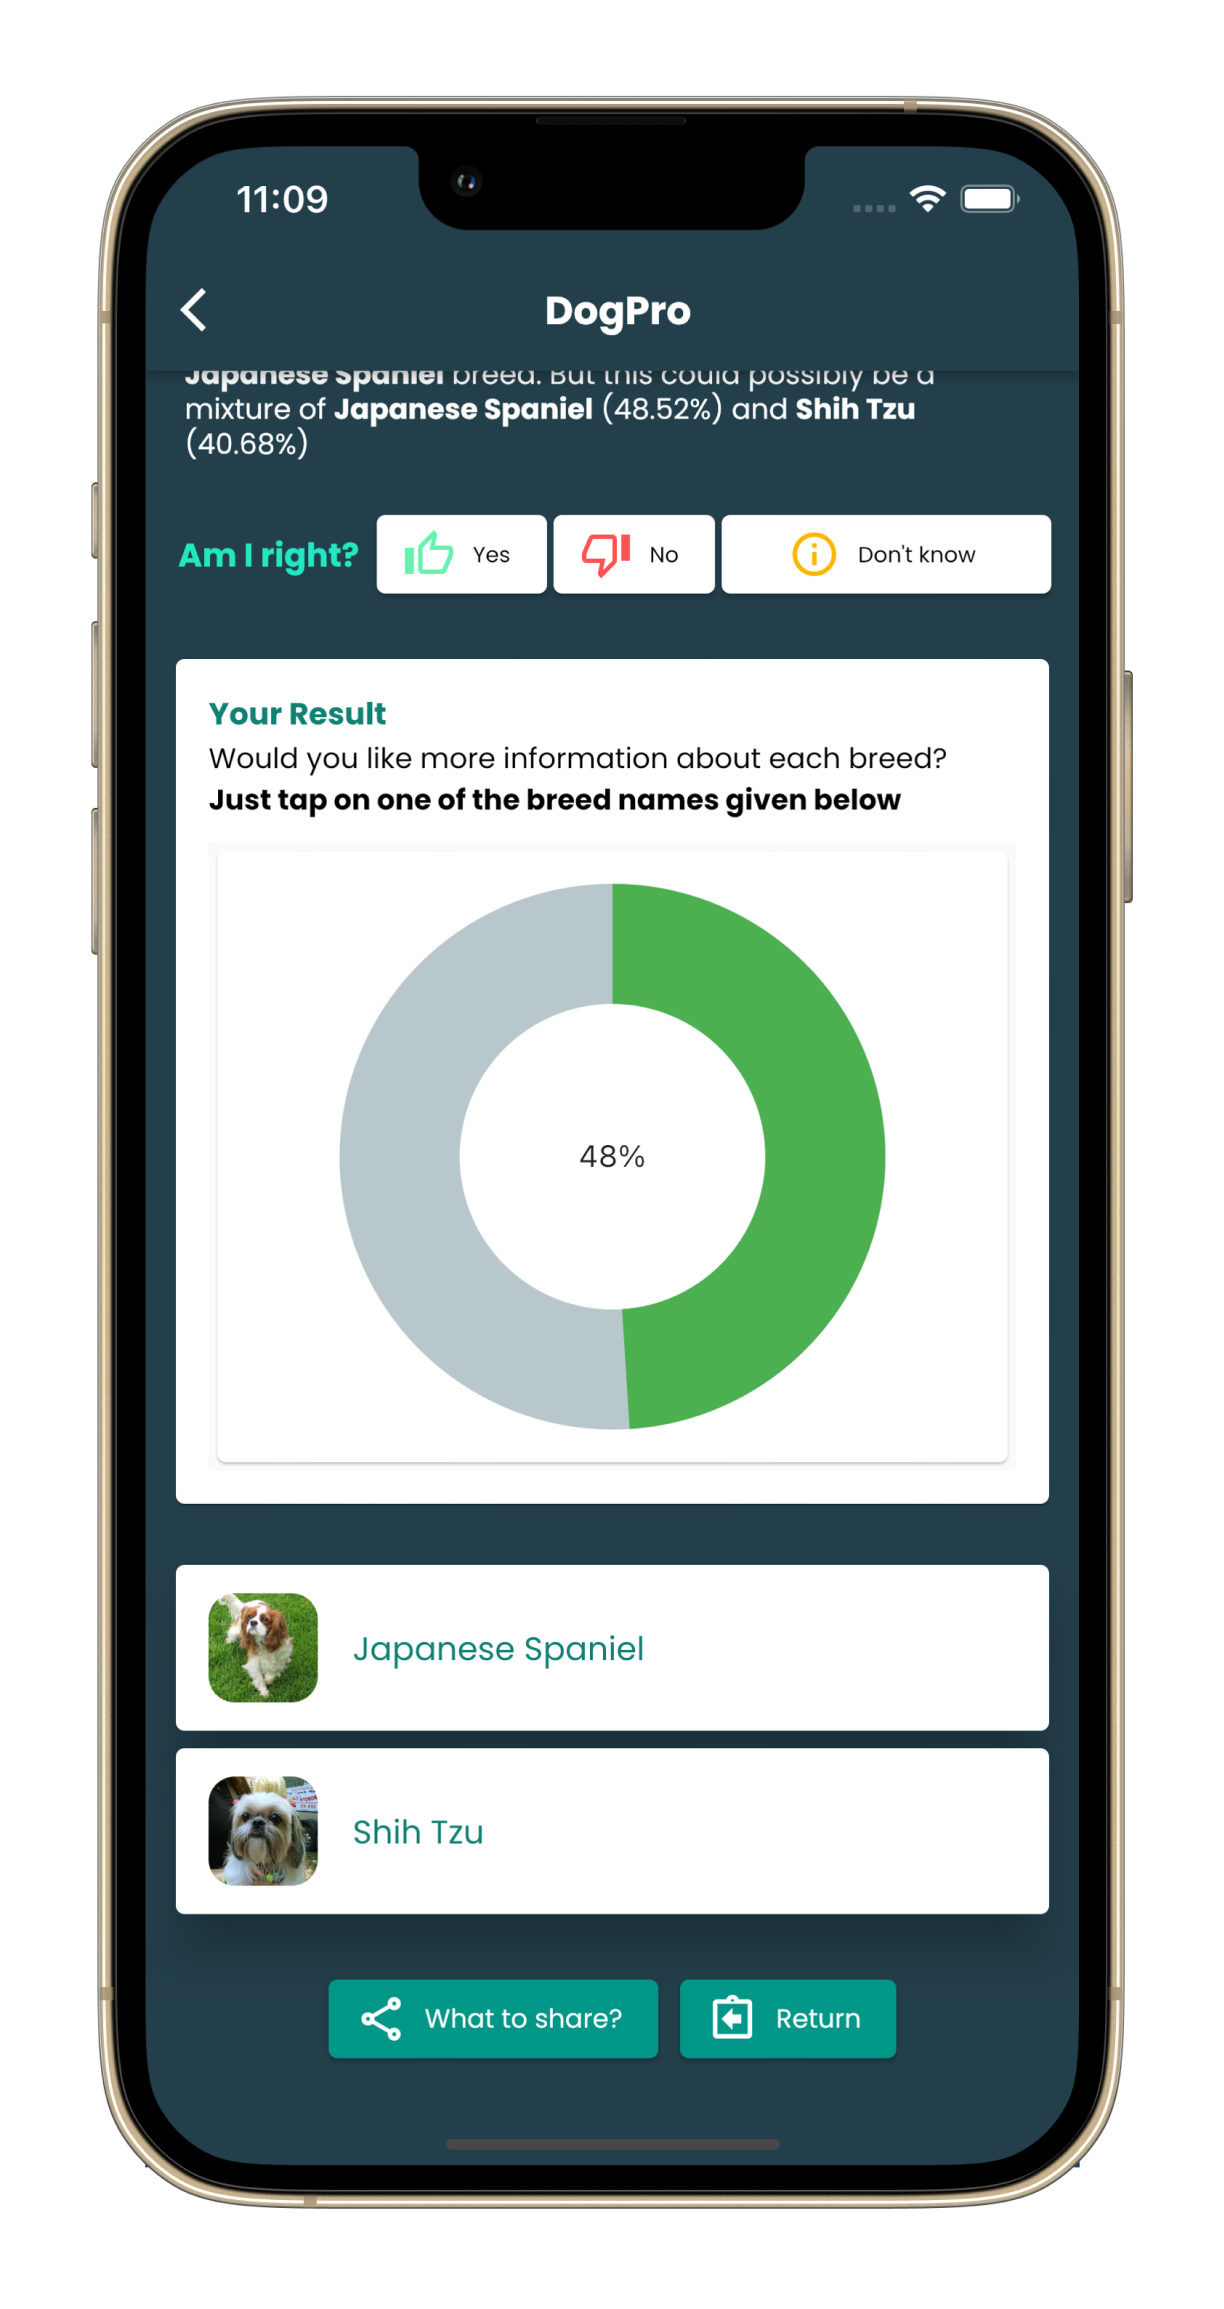 11:09
DogPro
Japanese Spaniel breed. But this could possibly be a
mixture of Japanese Spaniel (48.52%) and Shih Tzu
(40.68%)
Am I right?
Yes
No
Don't know
Your Result
Would you like more information about each breed?
Just tap on one of the breed names given below
48%
Japanese Spaniel
Shih Tzu
What to share?
Return